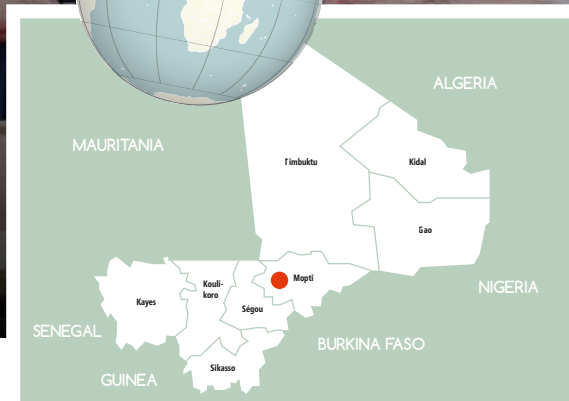 ALGERIA
MAURITANIA
Timbuktu
Kidal
Gao
Mopti
NIGERIA
Kouli-
koro
Kayes
Ségou
SENEGAL
BURKINA FASO
Sikasso
GUINEA